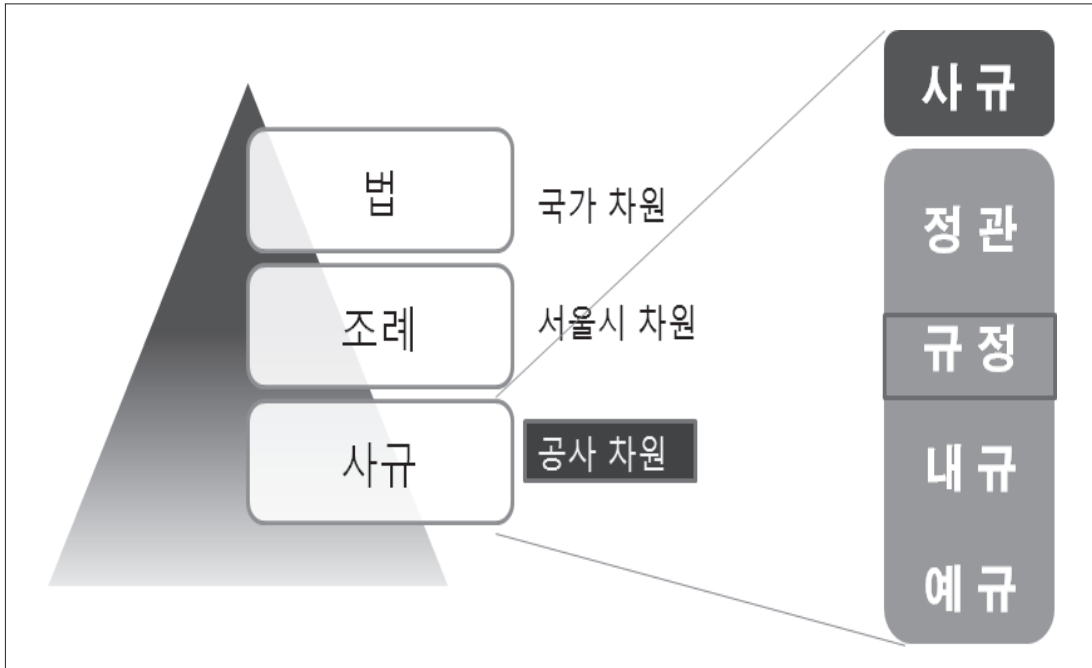 법
국가 차원
조례
서울시 차원
사규
공사 차원
사 규
정 관
규 정
내 규
예 규